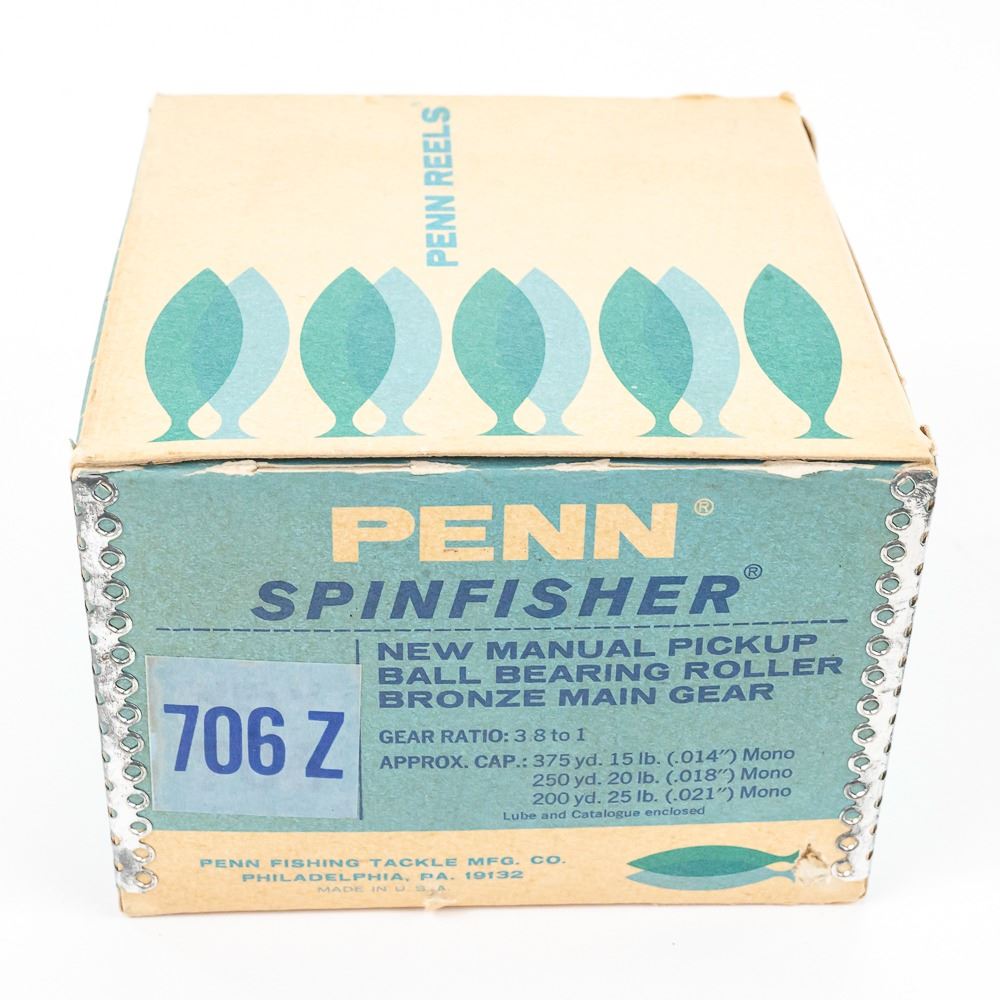 PENN REELS
PENN®
SPINFISHER®
NEW MANUAL PICKUP
BALL BEARING ROLLER
BRONZE MAIN GEAR
706 Z
GEAR RATIO: 3 8 to 1
APPROX. CAP.: 375 yd. 15 lb. (.014″) Mono
250 yd. 20 lb. (.018″) Mono
200 yd. 25 lb. (.021″) Mono
Lube and Catalogue enclosed
PENN FISHING TACKLE MFG. CO.
PHILADELPHIA, PA. 19132
MADE IN U.S.A.